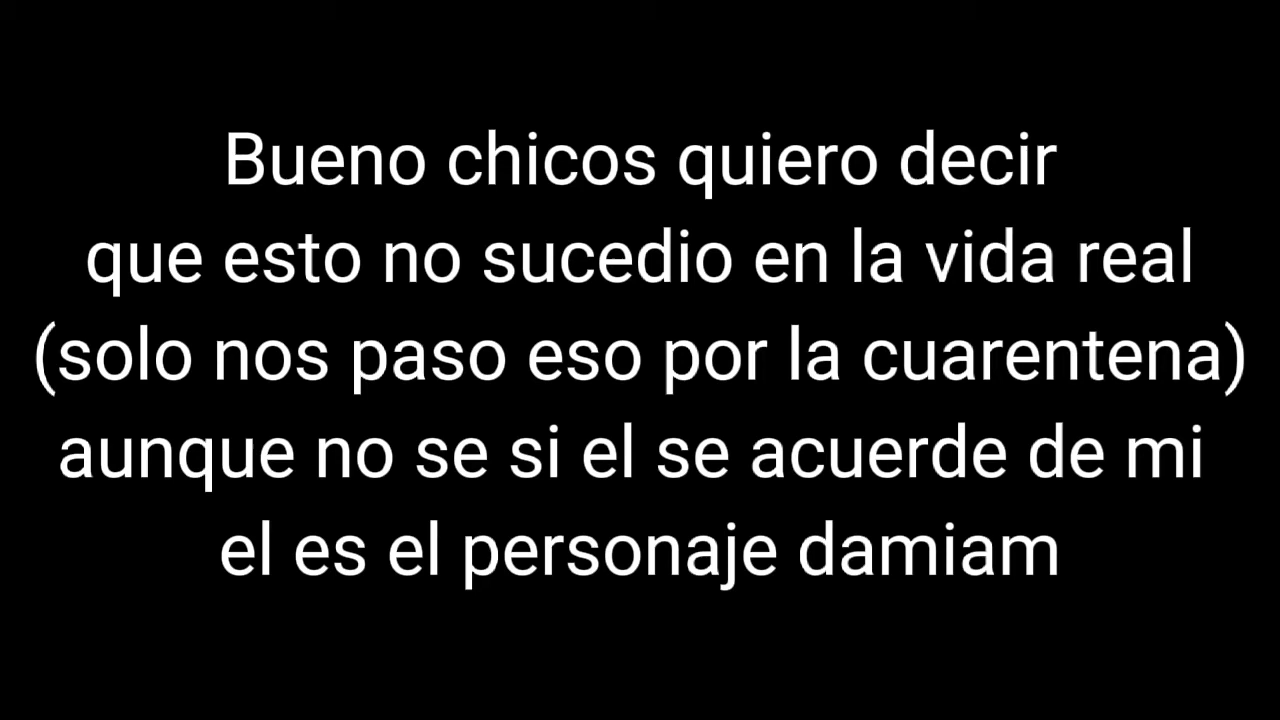 Bueno chicos quiero decir
que esto no sucedio en la vida real
(solo nos paso eso por la cuarentena)
aunque no se si el se acuerde de mi
el es el personaje damiam